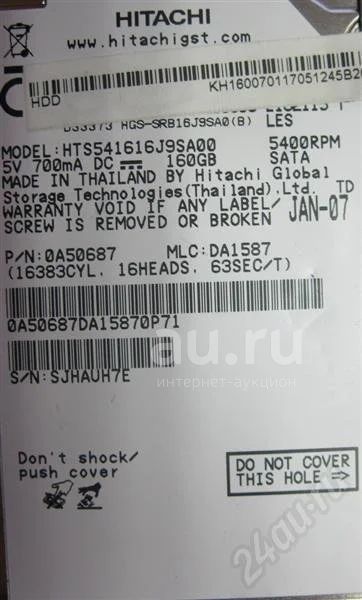 HITACHI
www.hitachigst.com
KH160070117051245B2
HDD
D33373 HGS-SRB16J9SA0(B) LES
MODEL:HTS541616J9SA00 5400RPM
5V 700mA DC 160GB SATA
MADE IN THAILAND BY Hitachi Global
Storage Technologies(Thailand).Ltd. TD
WARRANTY VOID IF ANY LABEL/
SCREW IS REMOVED OR BROKEN JAN-07
P/N:0A50687 MLC:DA1587
(16383CYL. 16HEADS. 63SEC/T)
0A50687DA15870P71
au.ru
интернет-аукцион
S/N:SJHAUH7E
Don't shock/
push cover
DO NOT COVER
THIS HOLE
24au.ru